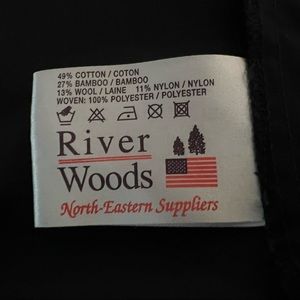 49% COTTON / COTON
27% BAMBOO / BAMBOO
13% WOOL / LAINE 11% NYLON / NYLON
WOVEN: 100% POLYESTER / POLYESTER
River
Woods
North-Eastern Suppliers